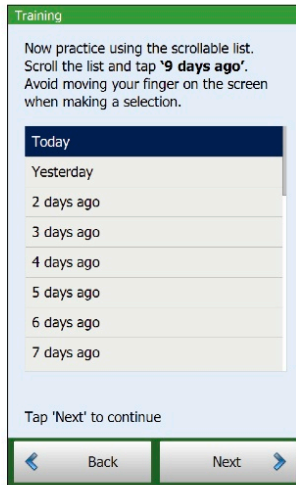 Training
Now practice using the scrollable list.
Scroll the list and tap '9 days ago'.
Avoid moving your finger on the screen
when making a selection.
Today
Yesterday
2 days ago
3 days ago
4 days ago
5 days ago
6 days ago
7 days ago
Tap 'Next' to continue
Back
Next